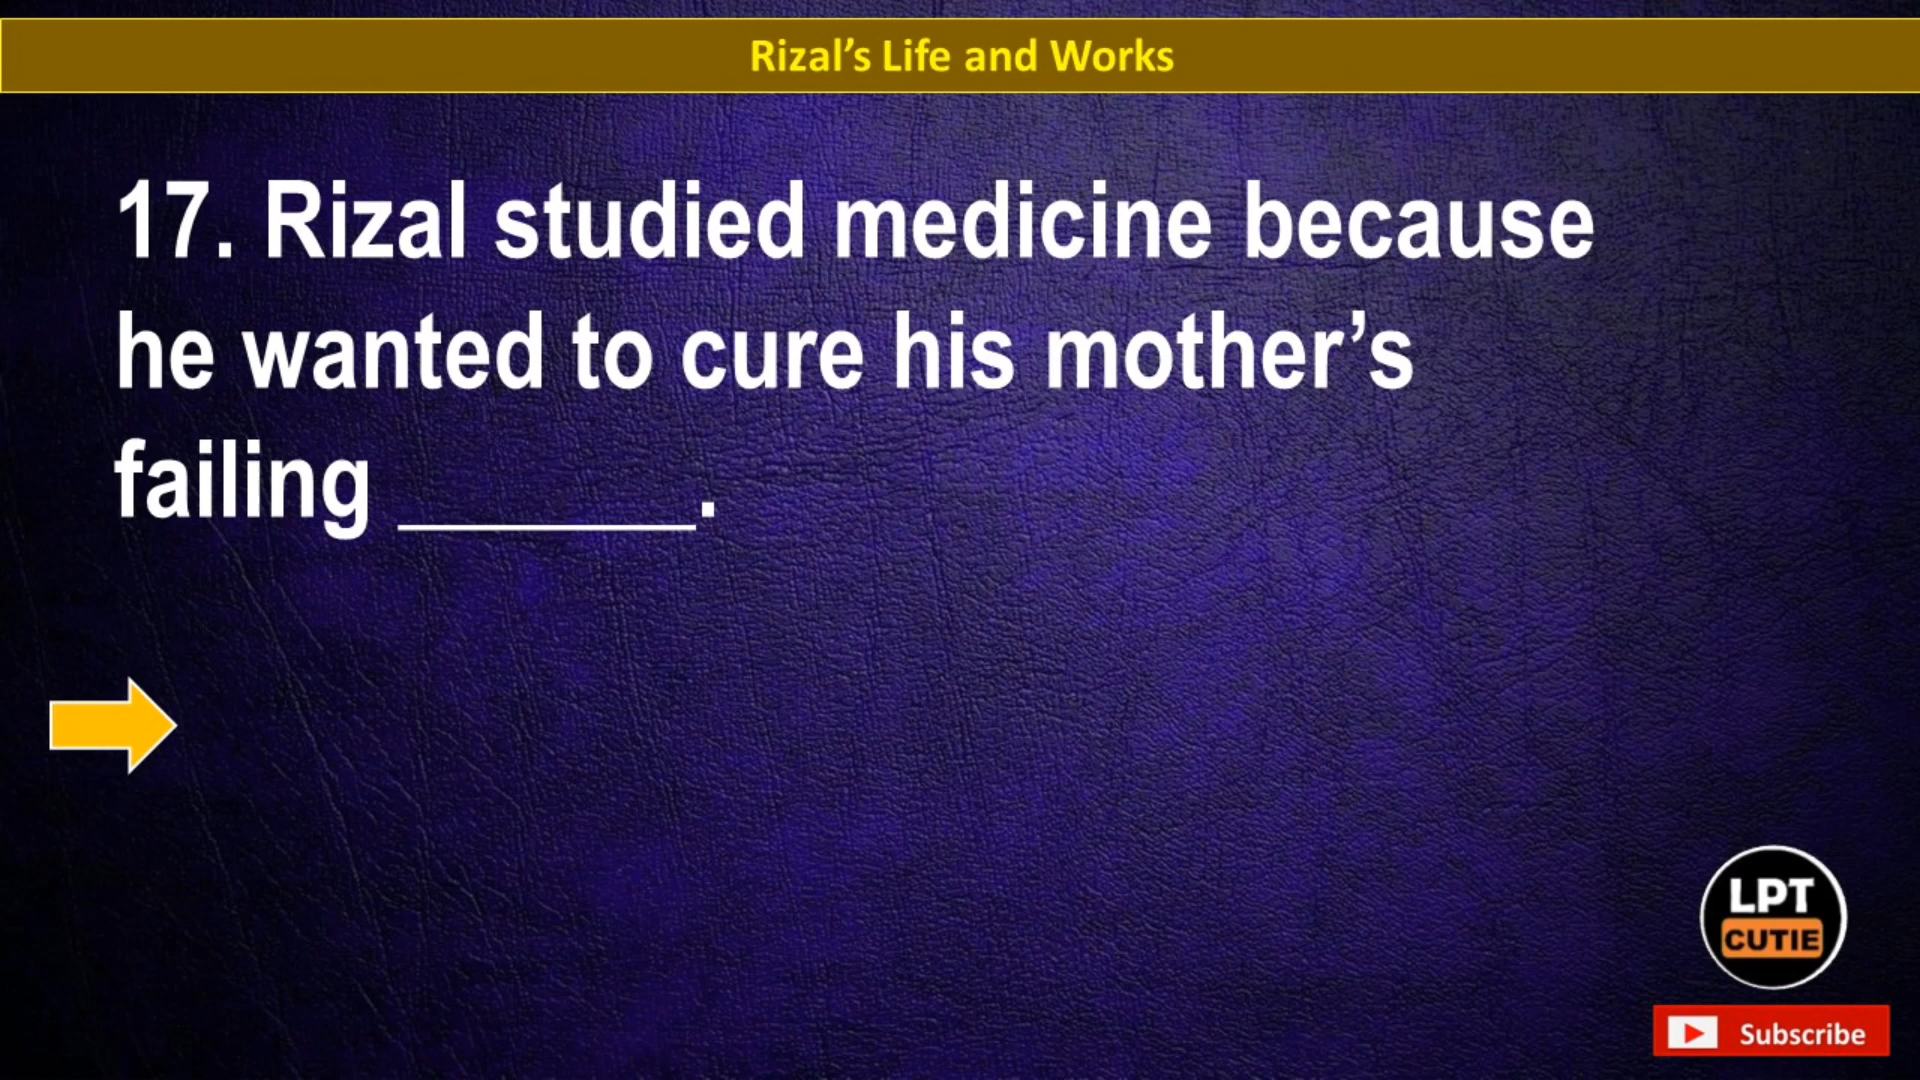 Rizal’s Life and Works
17. Rizal studied medicine because
he wanted to cure his mother’s
failing ______.
LPT
CUTIE
Subscribe